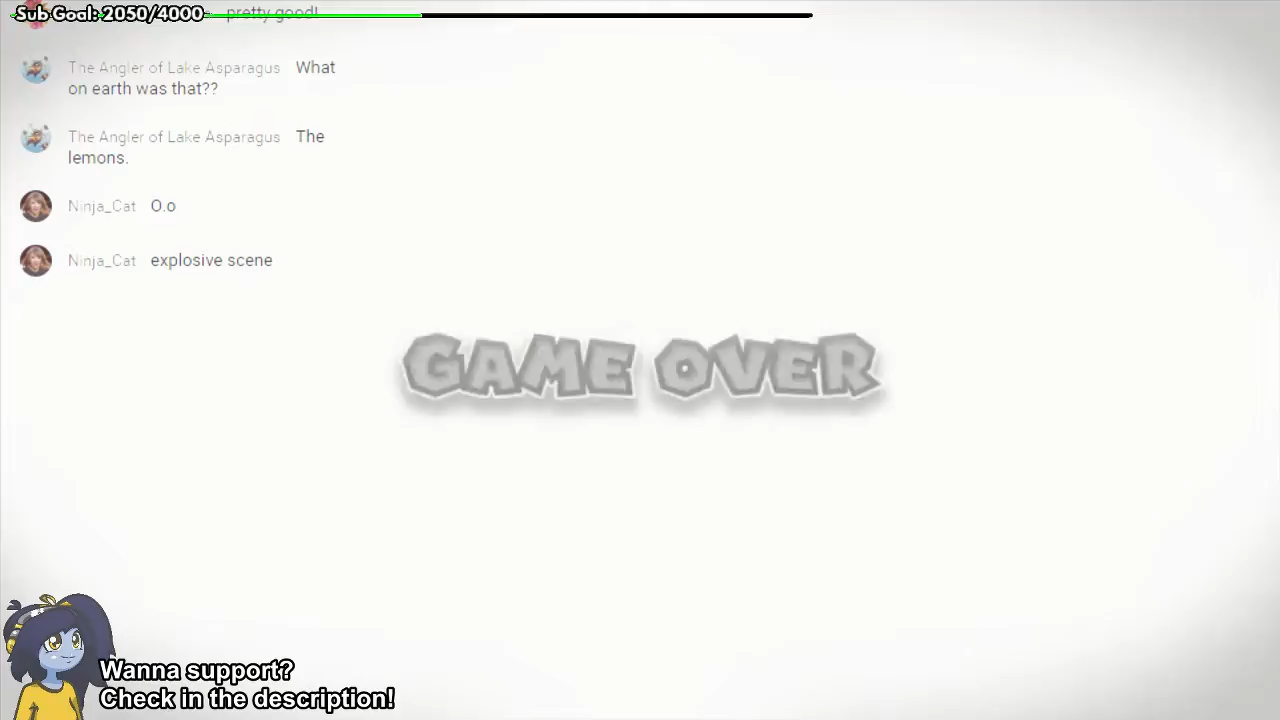 Sub Goal: 2050/4000
pretty good!
The Angler of Lake Asparagus What
on earth was that??
The Angler of Lake Asparagus The
lemons.
Ninja_Cat O.o
Ninja_Cat explosive scene
GAME OVER
Wanna support?
Check in the description!